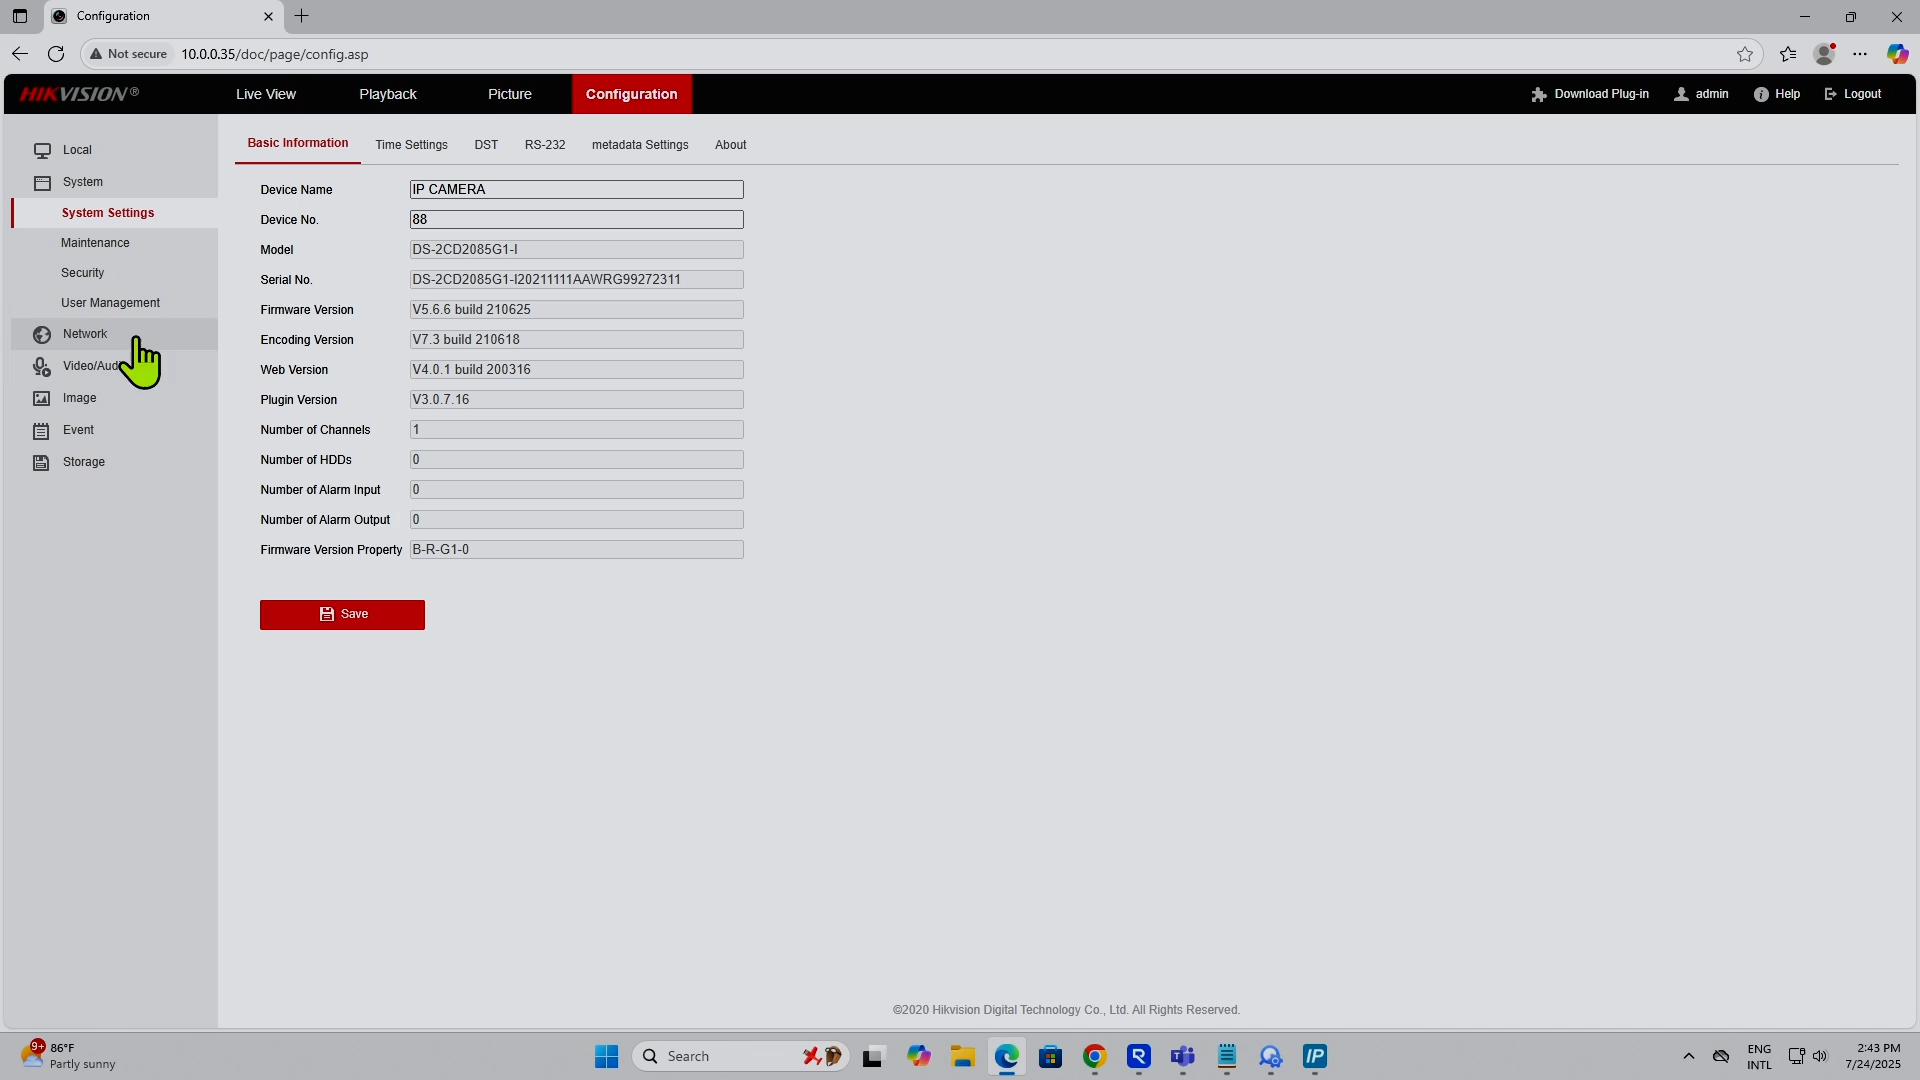 Configuration
Not secure 10.0.0.35/doc/page/config.asp
HIKVISION® Live View Playback Picture Configuration Download Plug-in admin Help Logout
Local
System
System Settings
Maintenance
Security
User Management
Network
Video/Audi
Image
Event
Storage
Basic Information Time Settings DST RS-232 metadata Settings About
Device Name IP CAMERA
Device No. 88
Model DS-2CD2085G1-I
Serial No. DS-2CD2085G1-I20211111AAWRG99272311
Firmware Version V5.6.6 build 210625
Encoding Version V7.3 build 210618
Web Version V4.0.1 build 200316
Plugin Version V3.0.7.16
Number of Channels 1
Number of HDDs 0
Number of Alarm Input 0
Number of Alarm Output 0
Firmware Version Property B-R-G1-0
Save
©2020 Hikvision Digital Technology Co., Ltd. All Rights Reserved.
9+ 86°F
Partly sunny
Search
R
IP
ENG
INTL
2:43 PM
7/24/2025